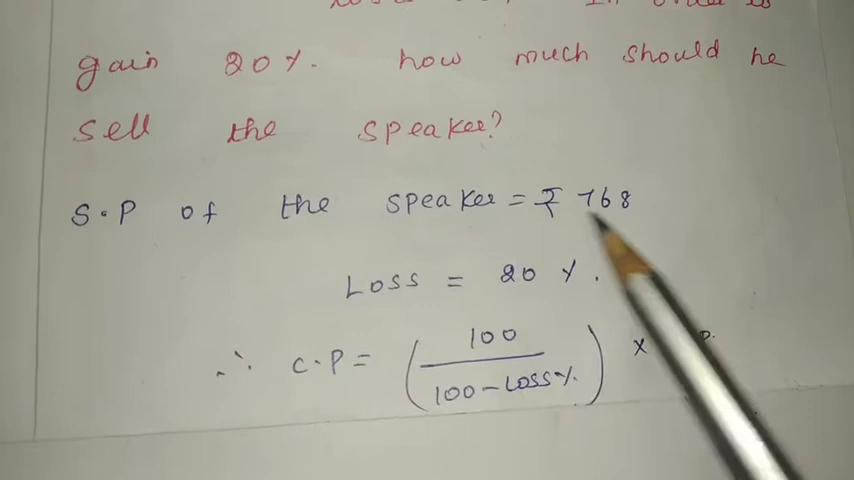 gain 20%. how much should he
sell the speaker?
S.P of the speaker = ₹ 768
Loss = 20%.
∴ C.P = (100 / 100 - Loss%) ×